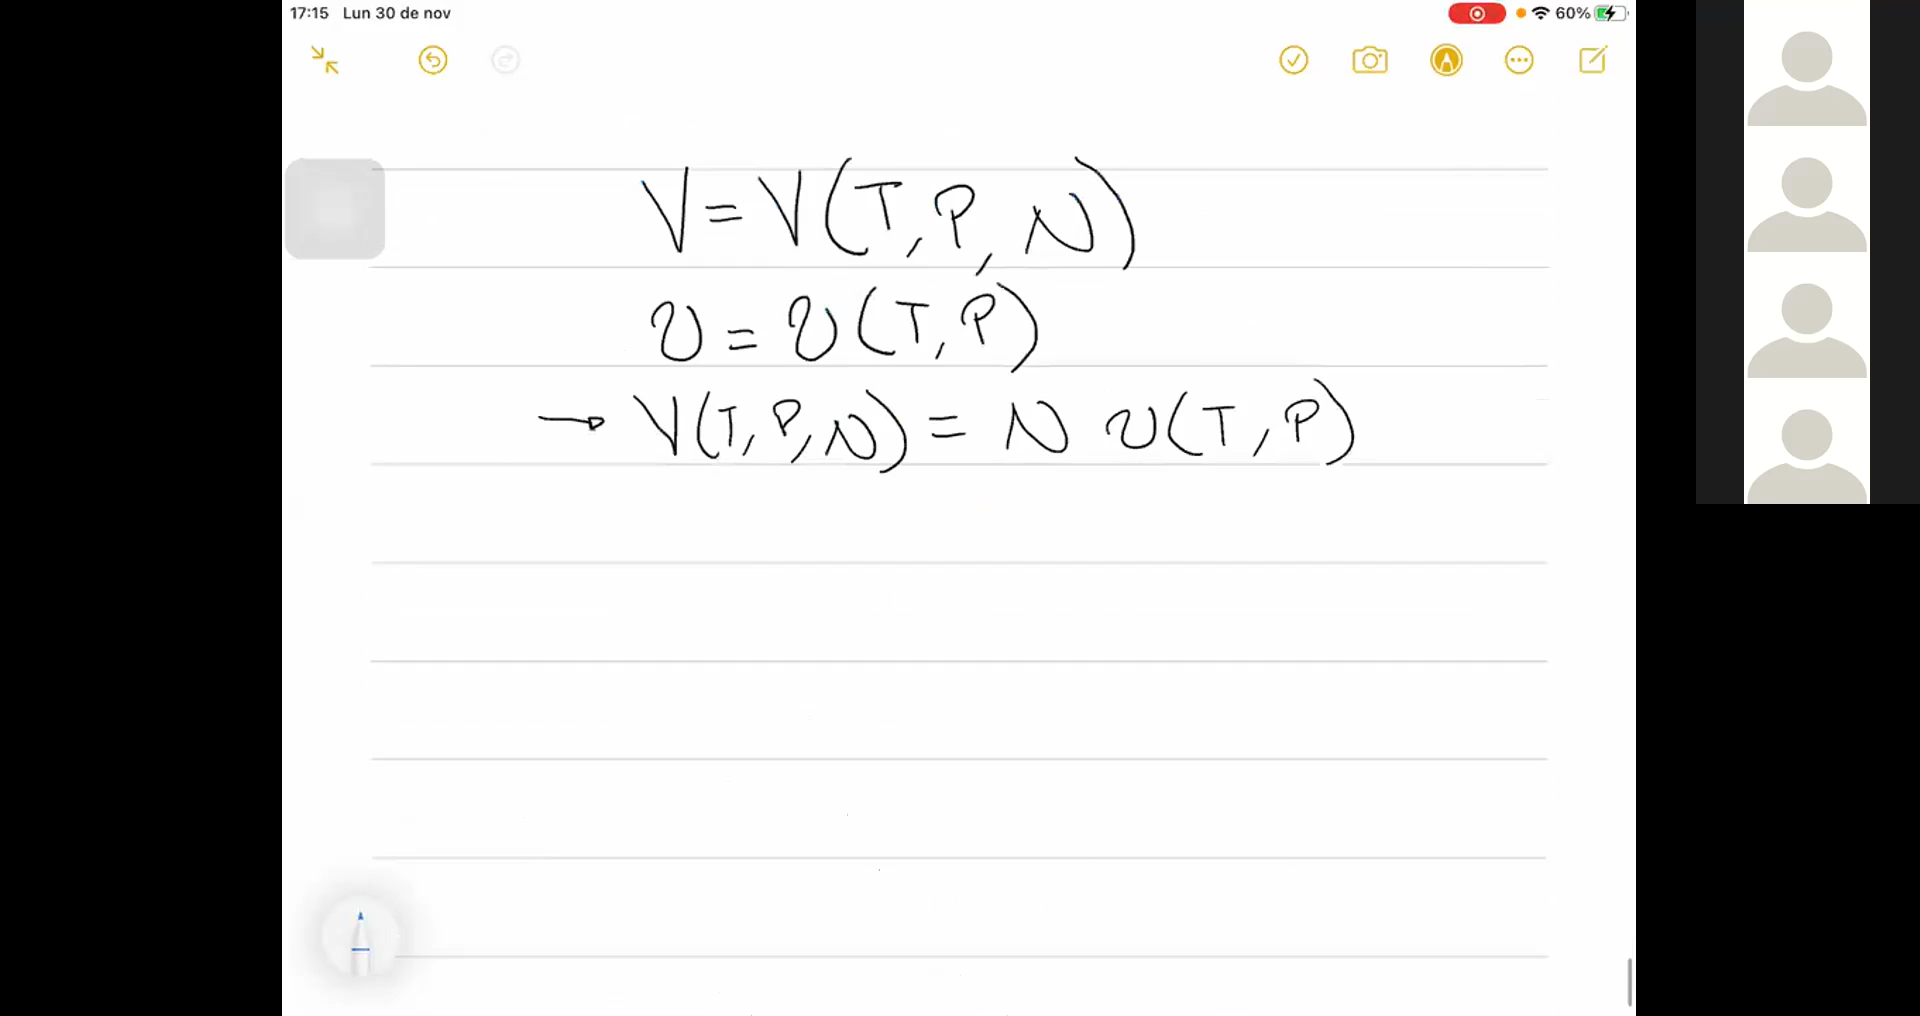 17:15 Lun 30 de nov 60%
V = V(T, P, N)
v = v(T, P)
→ V(T, P, N) = N v(T, P)